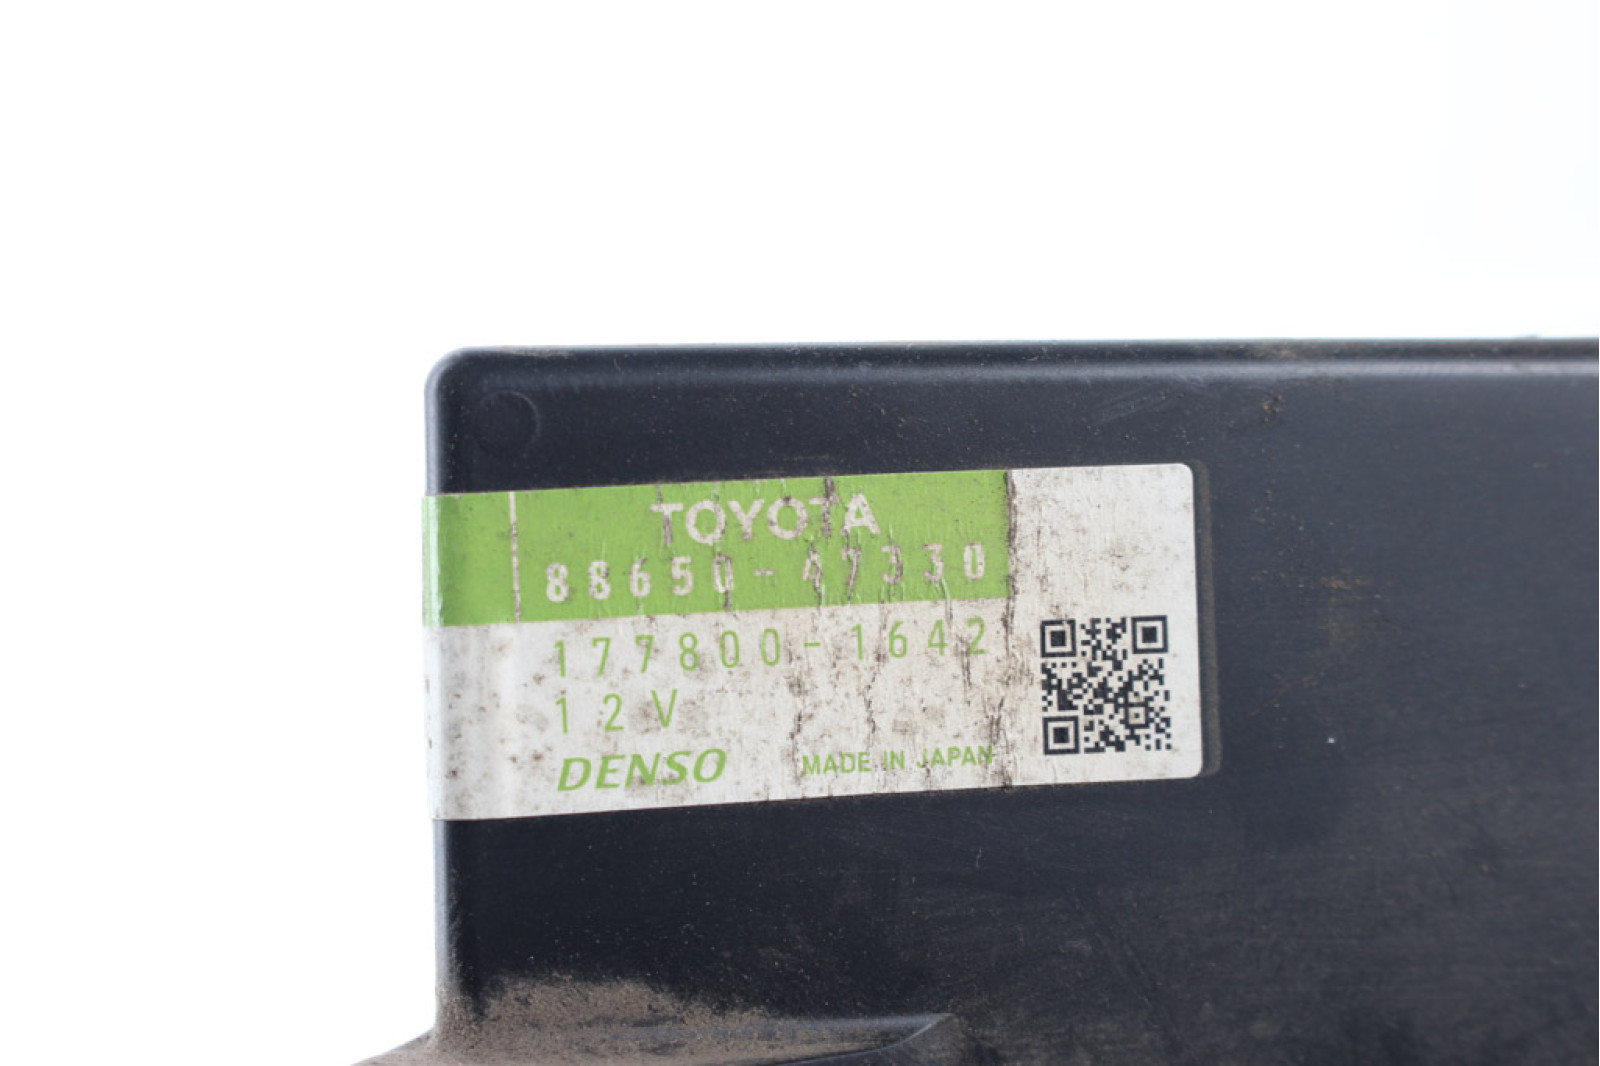 TOYOTA
88650-47330
177800-1642
12V
DENSO MADE IN JAPAN